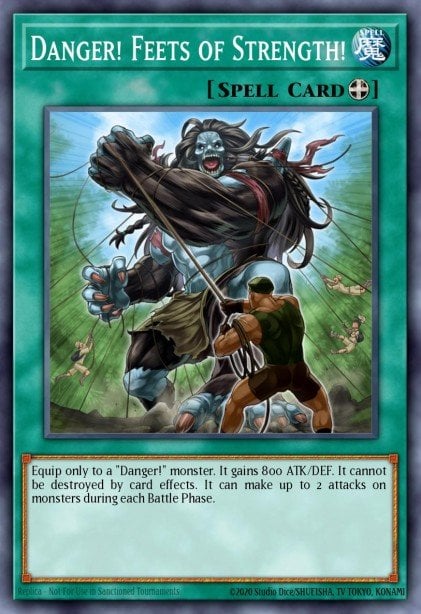 DANGER! FEETS OF STRENGTH!
SPELL
魔
[SPELL CARD]
Equip only to a "Danger!" monster. It gains 800 ATK/DEF. It cannot
be destroyed by card effects. It can make up to 2 attacks on
monsters during each Battle Phase.
Replica - Not For Use in Sanctioned Tournaments
©2020 Studio Dice/SHUEISHA, TV TOKYO, KONAMI